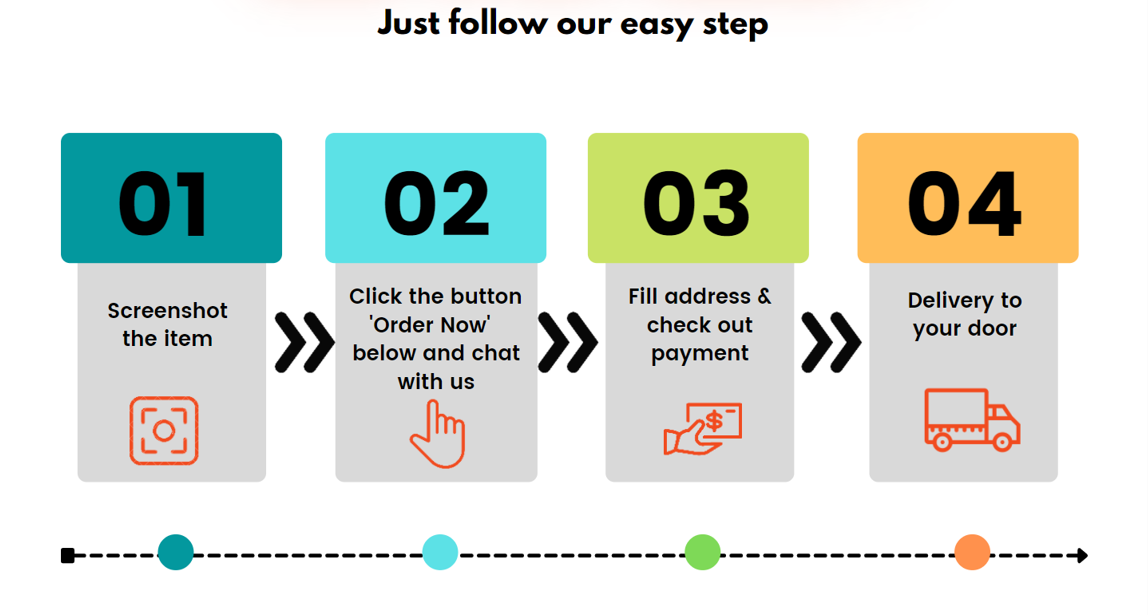 Just follow our easy step
01
Screenshot
the item
02
Click the button
'Order Now'
below and chat
with us
03
Fill address &
check out
payment
04
Delivery to
your door
$